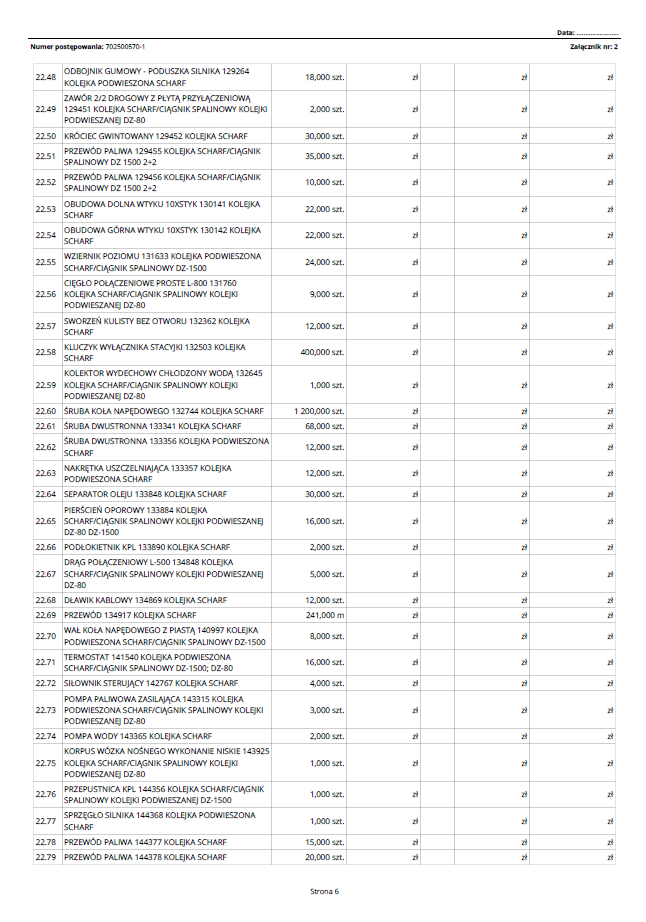 Data: .....................
Numer postępowania: 702500570-1 Załącznik nr: 2
22.48 ODBOJNIK GUMOWY - PODUSZKA SILNIKA 129264
KOLEJKA PODWIESZONA SCHARF 18,000 szt. zł zł zł
22.49 ZAWÓR 2/2 DROGOWY Z PŁYTĄ PRZYŁĄCZENIOWĄ
129451 KOLEJKA SCHARF/CIĄGNIK SPALINOWY KOLEJKI
PODWIESZANEJ DZ-80 2,000 szt. zł zł zł
22.50 KRÓCIEC GWINTOWANY 129452 KOLEJKA SCHARF 30,000 szt. zł zł zł
22.51 PRZEWÓD PALIWA 129455 KOLEJKA SCHARF/CIĄGNIK
SPALINOWY DZ 1500 2+2 35,000 szt. zł zł zł
22.52 PRZEWÓD PALIWA 129456 KOLEJKA SCHARF/CIĄGNIK
SPALINOWY DZ 1500 2+2 10,000 szt. zł zł zł
22.53 OBUDOWA DOLNA WTYKU 10XSTYK 130141 KOLEJKA
SCHARF 22,000 szt. zł zł zł
22.54 OBUDOWA GÓRNA WTYKU 10XSTYK 130142 KOLEJKA
SCHARF 22,000 szt. zł zł zł
22.55 WZIERNIK POZIOMU 131633 KOLEJKA PODWIESZONA
SCHARF/CIĄGNIK SPALINOWY DZ-1500 24,000 szt. zł zł zł
22.56 CIĘGŁO POŁĄCZENIOWE PROSTE L-800 131760
KOLEJKA SCHARF/CIĄGNIK SPALINOWY KOLEJKI
PODWIESZANEJ DZ-80 9,000 szt. zł zł zł
22.57 SWORZEŃ KULISTY BEZ OTWORU 132362 KOLEJKA
SCHARF 12,000 szt. zł zł zł
22.58 KLUCZYK WYŁĄCZNIKA STACYJKI 132503 KOLEJKA
SCHARF 400,000 szt. zł zł zł
22.59 KOLEKTOR WYDECHOWY CHŁODZONY WODĄ 132645
KOLEJKA SCHARF/CIĄGNIK SPALINOWY KOLEJKI
PODWIESZANEJ DZ-80 1,000 szt. zł zł zł
22.60 ŚRUBA KOŁA NAPĘDOWEGO 132744 KOLEJKA SCHARF 1 200,000 szt. zł zł zł
22.61 ŚRUBA DWUSTRONNA 133341 KOLEJKA SCHARF 68,000 szt. zł zł zł
22.62 ŚRUBA DWUSTRONNA 133356 KOLEJKA PODWIESZONA
SCHARF 12,000 szt. zł zł zł
22.63 NAKRĘTKA USZCZELNIAJĄCA 133357 KOLEJKA
PODWIESZONA SCHARF 12,000 szt. zł zł zł
22.64 SEPARATOR OLEJU 133848 KOLEJKA SCHARF 30,000 szt. zł zł zł
22.65 PIERŚCIEŃ OPOROWY 133884 KOLEJKA
SCHARF/CIĄGNIK SPALINOWY KOLEJKI PODWIESZANEJ
DZ-80 DZ-1500 16,000 szt. zł zł zł
22.66 PODŁOKIETNIK KPL 133890 KOLEJKA SCHARF 2,000 szt. zł zł zł
22.67 DRĄG POŁĄCZENIOWY L-500 134848 KOLEJKA
SCHARF/CIĄGNIK SPALINOWY KOLEJKI PODWIESZANEJ
DZ-80 5,000 szt. zł zł zł
22.68 DŁAWIK KABLOWY 134869 KOLEJKA SCHARF 12,000 szt. zł zł zł
22.69 PRZEWÓD 134917 KOLEJKA SCHARF 241,000 m zł zł zł
22.70 WAŁ KOŁA NAPĘDOWEGO Z PIASTĄ 140997 KOLEJKA
PODWIESZONA SCHARF/CIĄGNIK SPALINOWY DZ-1500 8,000 szt. zł zł zł
22.71 TERMOSTAT 141540 KOLEJKA PODWIESZONA
SCHARF/CIĄGNIK SPALINOWY DZ-1500; DZ-80 16,000 szt. zł zł zł
22.72 SIŁOWNIK STERUJĄCY 142767 KOLEJKA SCHARF 4,000 szt. zł zł zł
22.73 POMPA PALIWOWA ZASILAJĄCA 143315 KOLEJKA
PODWIESZONA SCHARF/CIĄGNIK SPALINOWY KOLEJKI
PODWIESZANEJ DZ-80 3,000 szt. zł zł zł
22.74 POMPA WODY 143365 KOLEJKA SCHARF 2,000 szt. zł zł zł
22.75 KORPUS WÓZKA NOŚNEGO WYKONANIE NISKIE 143925
KOLEJKA SCHARF/CIĄGNIK SPALINOWY KOLEJKI
PODWIESZANEJ DZ-80 1,000 szt. zł zł zł
22.76 PRZEPUSTNICA KPL 144356 KOLEJKA SCHARF/CIĄGNIK
SPALINOWY KOLEJKI PODWIESZANEJ DZ-1500 1,000 szt. zł zł zł
22.77 SPRZĘGŁO SILNIKA 144368 KOLEJKA PODWIESZONA
SCHARF 1,000 szt. zł zł zł
22.78 PRZEWÓD PALIWA 144377 KOLEJKA SCHARF 15,000 szt. zł zł zł
22.79 PRZEWÓD PALIWA 144378 KOLEJKA SCHARF 20,000 szt. zł zł zł
Strona 6